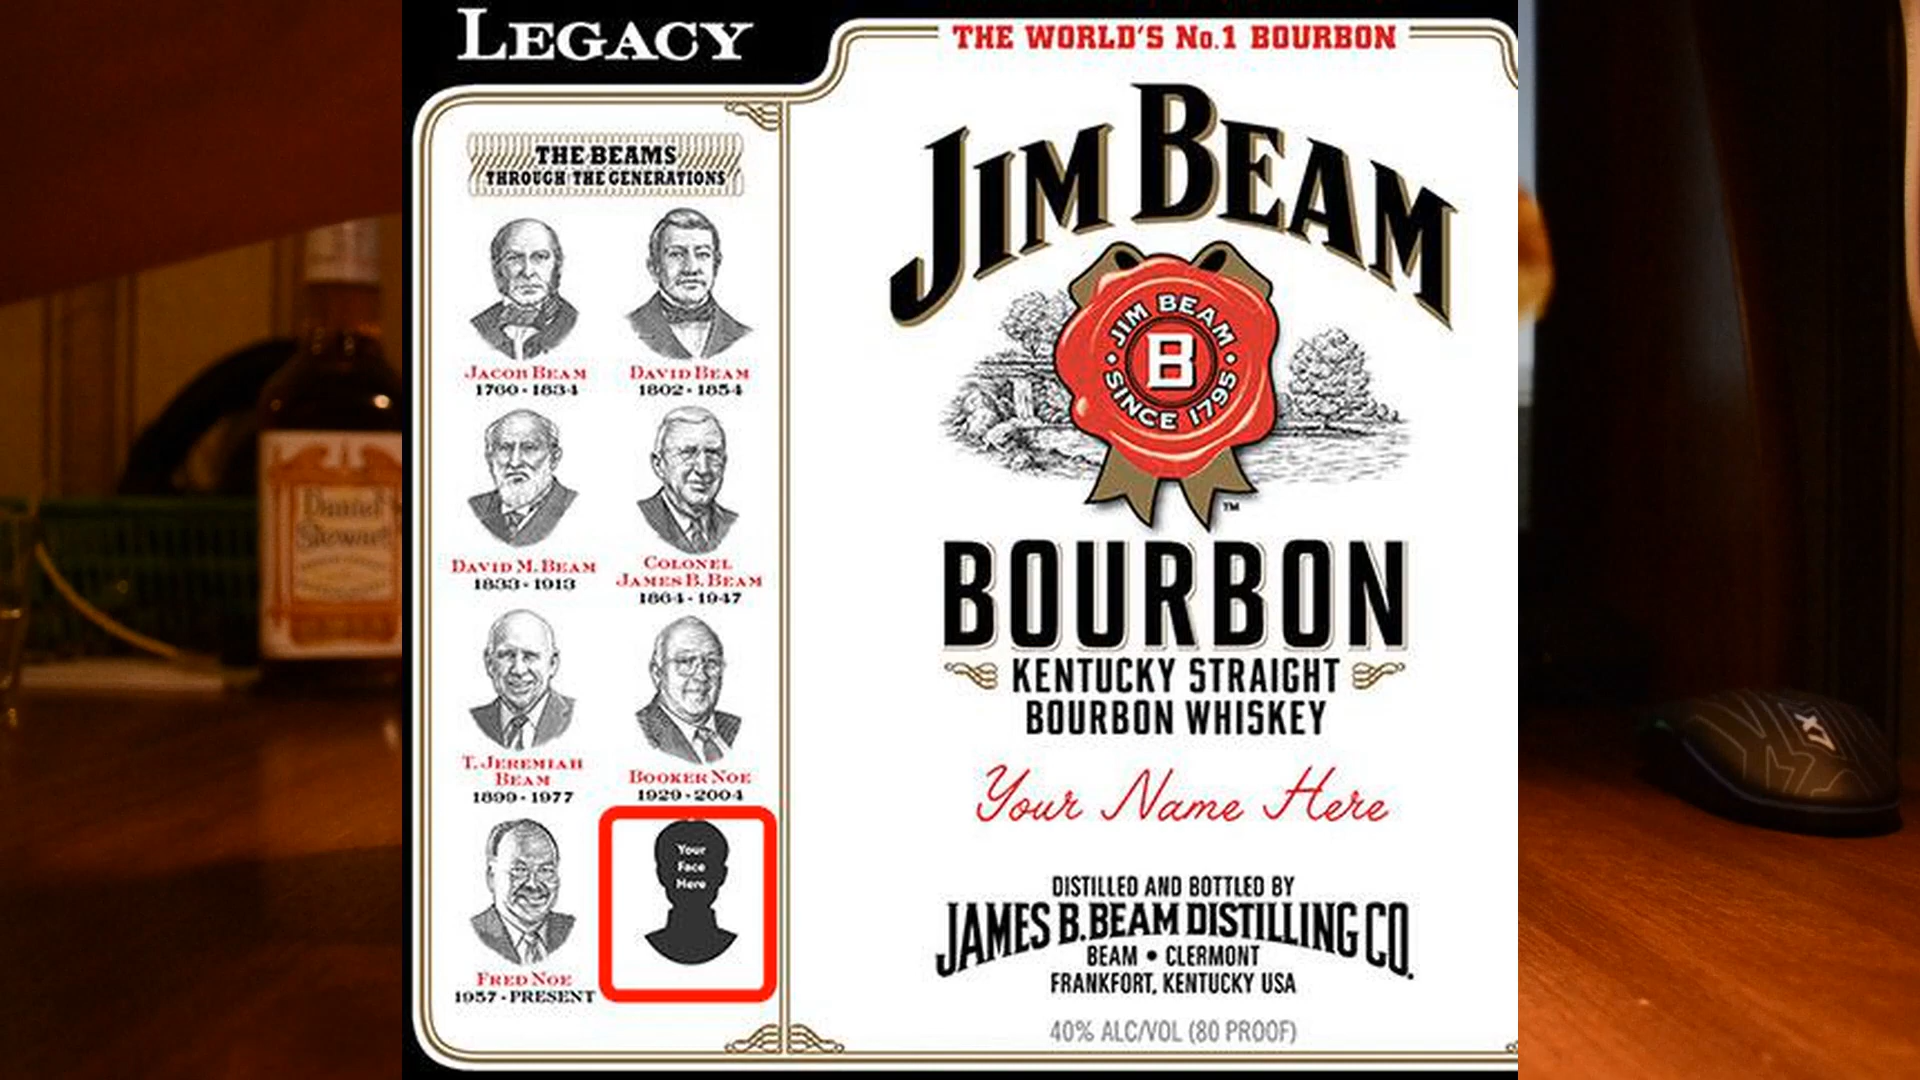 LEGACY
THE BEAMS
THROUGH THE GENERATIONS
JACOB BEAM
1760 - 1834
DAVID BEAM
1802 - 1854
DAVID M. BEAM
1833 - 1913
COLONEL
JAMES B. BEAM
1864 - 1947
T. JEREMIAH
BEAM
1899 - 1977
BOOKER NOE
1929 - 2004
FRED NOE
1957 - PRESENT
Your
Face
Here
THE WORLD'S No.1 BOURBON
JIM BEAM
JIM BEAM
B
SINCE 1795
TM
BOURBON
KENTUCKY STRAIGHT
BOURBON WHISKEY
Your Name Here
DISTILLED AND BOTTLED BY
JAMES B. BEAM DISTILLING CO.
BEAM • CLERMONT
FRANKFORT, KENTUCKY USA
40% ALC/VOL (80 PROOF)
Daniel
Stewart